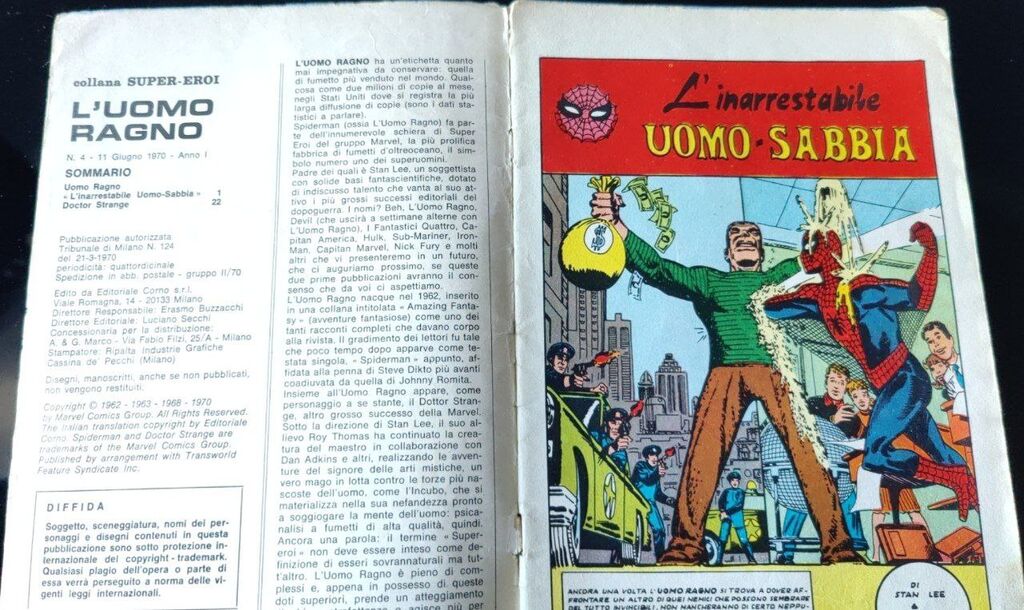 collana SUPER-EROI
L'UOMO
RAGNO
N. 4 - 11 Giugno 1970 - Anno I
SOMMARIO
Uomo Ragno
« L'inarrestabile Uomo-Sabbia » 1
Doctor Strange 22
Pubblicazione autorizzata
Tribunale di Milano N. 124
del 21-3-1970
periodicità: quattordicinale
Spedizione in abb. postale - gruppo II/70
Edito da Editoriale Corno s.r.l.
Viale Romagna, 14 - 20133 Milano
Direttore Responsabile: Erasmo Buzzacchi
Direttore Editoriale: Luciano Secchi
Concessionaria per la distribuzione:
A. & G. Marco - Via Fabio Filzi, 25/A - Milano
Stampatore: Ripalta Industrie Grafiche
Cassina de' Pecchi (Milano)
Disegni, manoscritti, anche se non pubblicati,
non vengono restituiti.
Copyright © 1962 - 1963 - 1968 - 1970
by Marvel Comics Group. All Rights Reserved.
The Italian translation copyright by Editoriale
Corno. Spiderman and Doctor Strange are
trademarks of the Marvel Comics Group.
Published by arrangement with Transworld
Feature Syndicate Inc.
DIFFIDA
Soggetto, sceneggiatura, nomi dei per-
sonaggi e disegni contenuti in questa
pubblicazione sono sotto protezione in-
ternazionale del copyright - trademark.
Qualsiasi plagio dell'opera o parte di
essa verrà perseguito a norma delle vi-
genti leggi internazionali.
L'UOMO RAGNO ha un'etichetta quanto
mai impegnativa da conservare: quella
di fumetto più venduto nel mondo. Qual-
cosa come due milioni di copie al mese,
negli Stati Uniti dove si registra la più
larga diffusione di copie (sono i dati sta-
tistici a parlare).
Spiderman (ossia L'Uomo Ragno) fa par-
te dell'innumerevole schiera di Super
Eroi del gruppo Marvel, la più prolifica
fabbrica di fumetti d'oltreoceano, il sim-
bolo numero uno dei superuomini.
Padre dei quali è Stan Lee, un soggettista
con solide basi fantascientifiche, dotato
di indiscusso talento che vanta al suo at-
tivo i più grossi successi editoriali del
dopoguerra. I nomi? Beh, L'Uomo Ragno,
Devil (che uscirà a settimane alterne con
L'Uomo Ragno), I Fantastici Quattro, Ca-
pitan America, Hulk, Sub-Mariner, Iron-
Man, Capitan Marvel, Nick Fury e molti
altri che vi presenteremo in un futuro,
che ci auguriamo prossimo, se queste
due prime pubblicazioni avranno il con-
senso che da voi ci aspettiamo.
L'Uomo Ragno nacque nel 1962, inserito
in una collana intitolata « Amazing Fanta-
sy » (avventure fantasiose) come uno dei
tanti racconti completi che davano corpo
alla rivista. Il gradimento dei lettori fu tale
che poco tempo dopo apparve come te-
stata singola, « Spiderman » appunto, af-
fidata alla penna di Steve Dikto più avanti
coadiuvata da quella di Johnny Romita.
Insieme all'Uomo Ragno appare, come
personaggio a se stante, il Dottor Stran-
ge, altro grosso successo della Marvel.
Sotto la direzione di Stan Lee, il suo al-
lievo Roy Thomas ha continuato la crea-
tura del maestro in collaborazione con
Dan Adkins e altri, realizzando le avven-
ture del signore delle arti mistiche, un
vero mago in lotta contro le forze più na-
scoste dell'uomo, come l'Incubo, che si
materializza nella sua nefandezza pronto
a soggiogare la mente dell'uomo: psica-
nalisi a fumetti di alta qualità, quindi.
Ancora una parola: il termine « Super-
eroi » non deve essere inteso come de-
finizione di esseri sovrannaturali ma tut-
t'altro. L'Uomo Ragno è pieno di com-
plessi e, appena in possesso di queste
doti superiori, prende un atteggiamento
L'inarrestabile
UOMO-SABBIA
ANCORA UNA VOLTA L'UOMO RAGNO SI TROVA A DOVER AF-
FRONTARE UN ALTRO DI QUEI NEMICI CHE POSSONO SEMBRARE
DEL TUTTO INVINCIBILI. NON MANCHERANNO DI CERTO NEPPU-
DI
STAN LEE
&